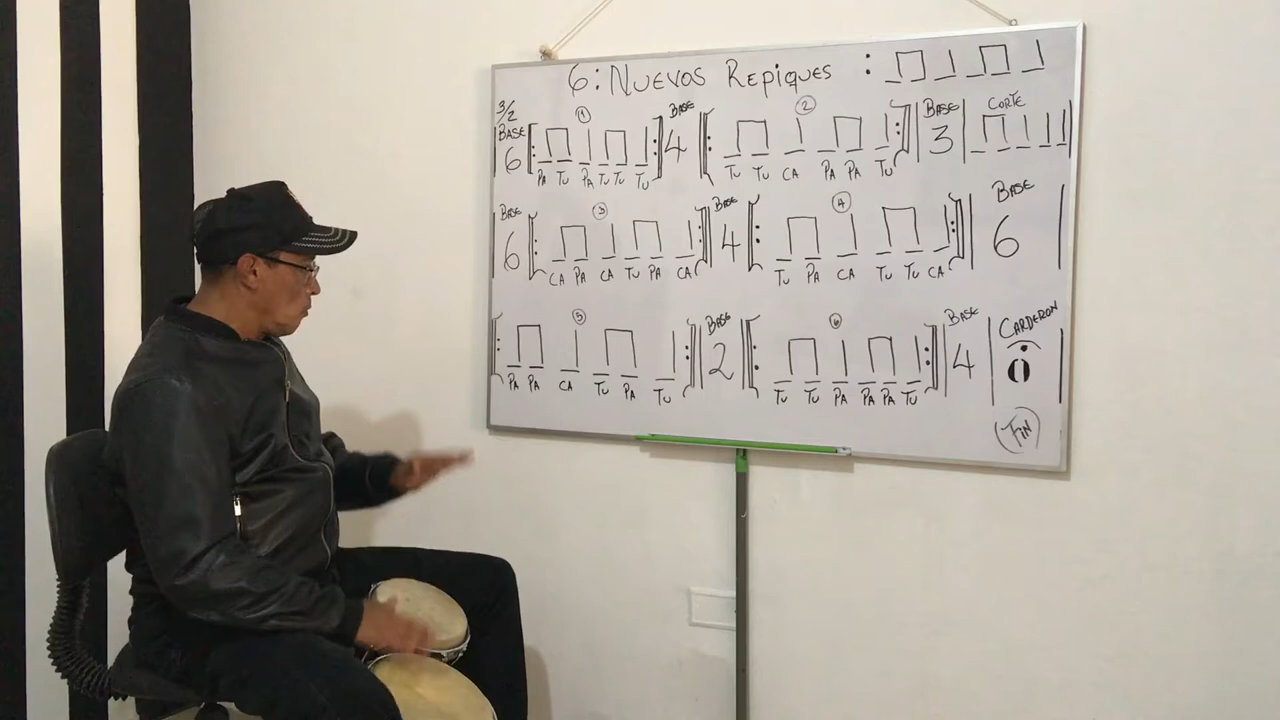 6: Nuevos Repiques :
3/2
BASE 6 1 BASE 4 2 BASE 3 CORTE
PA TU PA TU TU TU TU TU CA PA PA TU
BASE 6 3 BASE 4 4 BASE 6
CA PA CA TU PA CA TU PA CA TU TU CA
5 BASE 2 6 BASE 4 CARDERON
PA PA CA TU PA TU TU TU PA PA PA TU
FIN